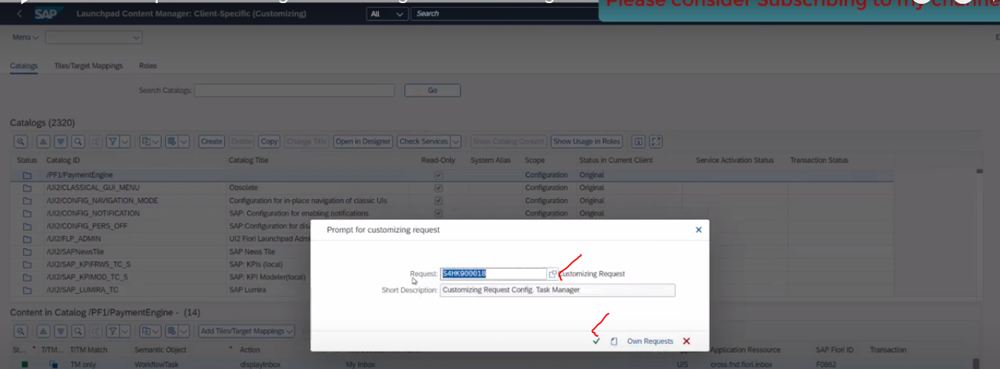 Please consider Subscribing to my channe
SAP Launchpad Content Manager: Client-Specific (Customizing) All Search
Menu
Catalogs Tiles/Target Mappings Roles
Search Catalogs: Go
Catalogs (2320)
Create Delete Copy Change Title Open in Designer Check Services Show Catalog Content Show Usage in Roles
Status Catalog ID Catalog Title Read-Only System Alias Scope Status in Current Client Service Activation Status Transaction Status
/PF1/PaymentEngine Configuration Original
/UI2/CLASSICAL_GUI_MENU Obsolete Configuration Original
/UI2/CONFIG_NAVIGATION_MODE Configuration for in-place navigation of classic UIs Configuration Original
/UI2/CONFIG_NOTIFICATION SAP: Configuration for enabling notifications Configuration Original
/UI2/CONFIG_PERS_OFF SAP:Configuration for disa
/UI2/FLP_ADMIN UI2 Fiori Launchpad Adm
/UI2/SAPNewsTile SAP News Tile
/UI2/SAP_KPIFRWS_TC_S SAP: KPIs (local)
/UI2/SAP_KPIMOD_TC_S SAP: KPI Modeler(local)
/UI2/SAP_LUMIRA_TC SAP Lumira
Prompt for customizing request
Request: S4HK900018 Customizing Request
Short Description: Customizing Request Config. Task Manager
Own Requests
Content in Catalog /PF1/PaymentEngine - (14)
Add Tiles/Target Mappings
St... T/TM... T/TM Match Semantic Object Action Application Ressource SAP Fiori ID Transaction
TM only WorkflowTask displayInbox My Inbox UI5 cross.fnd.fiori.inbox F0862